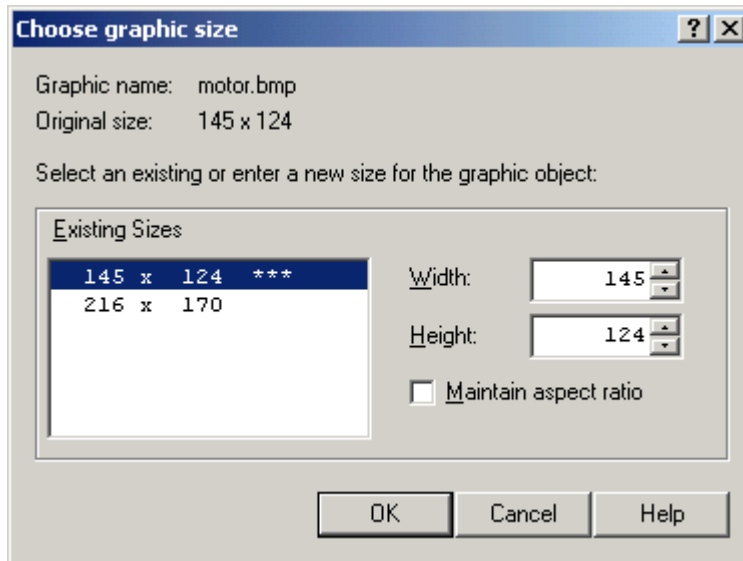 Choose graphic size
Graphic name: motor.bmp
Original size: 145 x 124
Select an existing or enter a new size for the graphic object:
Existing Sizes
145 x 124 ***
216 x 170
Width: 145
Height: 124
Maintain aspect ratio
OK Cancel Help